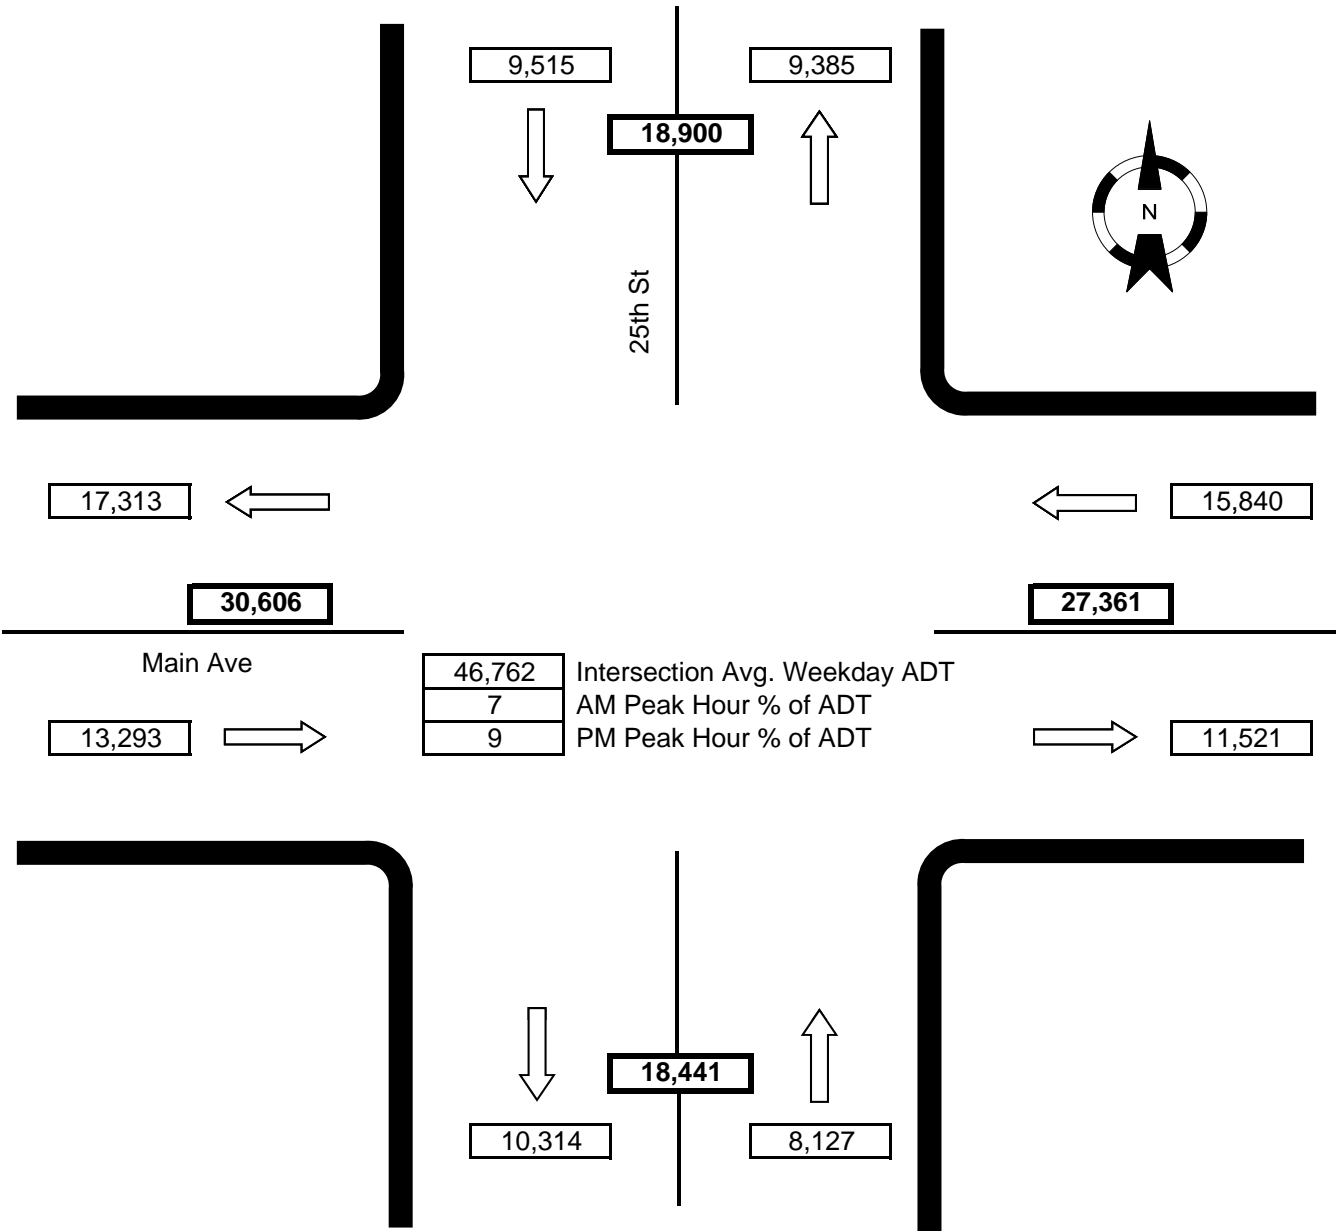 9,515 9,385
18,900
N
25th St
17,313 15,840
30,606 27,361
Main Ave
46,762 Intersection Avg. Weekday ADT
7 AM Peak Hour % of ADT
13,293 9 PM Peak Hour % of ADT 11,521
18,441
10,314 8,127